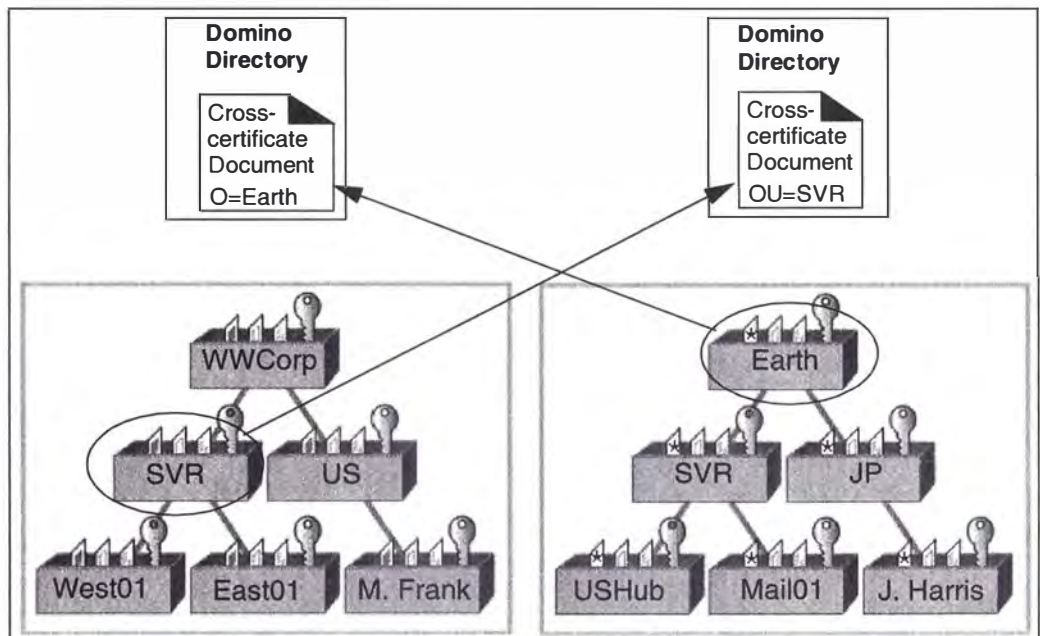 Domino
Directory
Cross-
certificate
Document
O=Earth
Domino
Directory
Cross-
certificate
Document
OU=SVR
WWCorp
SVR
US
West01
East01
M. Frank
Earth
SVR
JP
USHub
Mail01
J. Harris